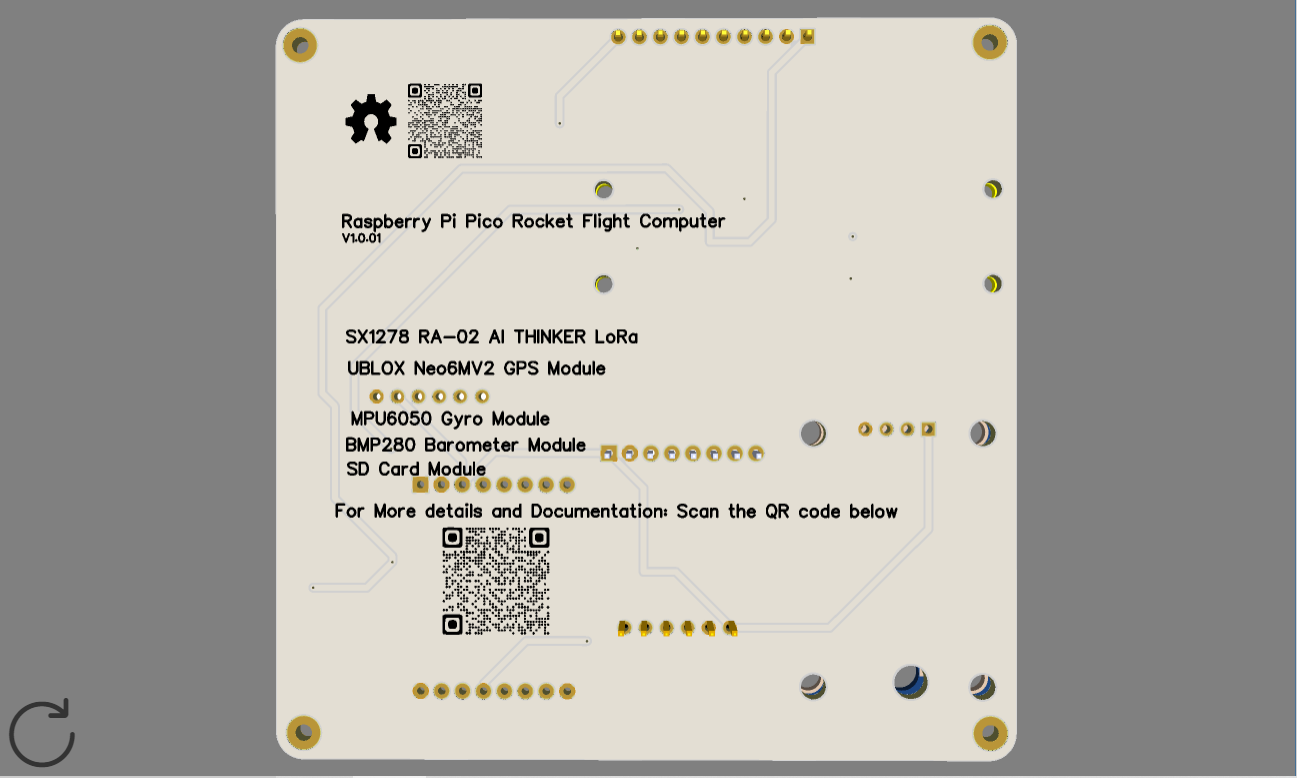 Raspberry Pi Pico Rocket Flight Computer
V1.0.01
SX1278 RA-02 AI THINKER LoRa
UBLOX Neo6MV2 GPS Module
MPU6050 Gyro Module
BMP280 Barometer Module
SD Card Module
For More details and Documentation: Scan the QR code below